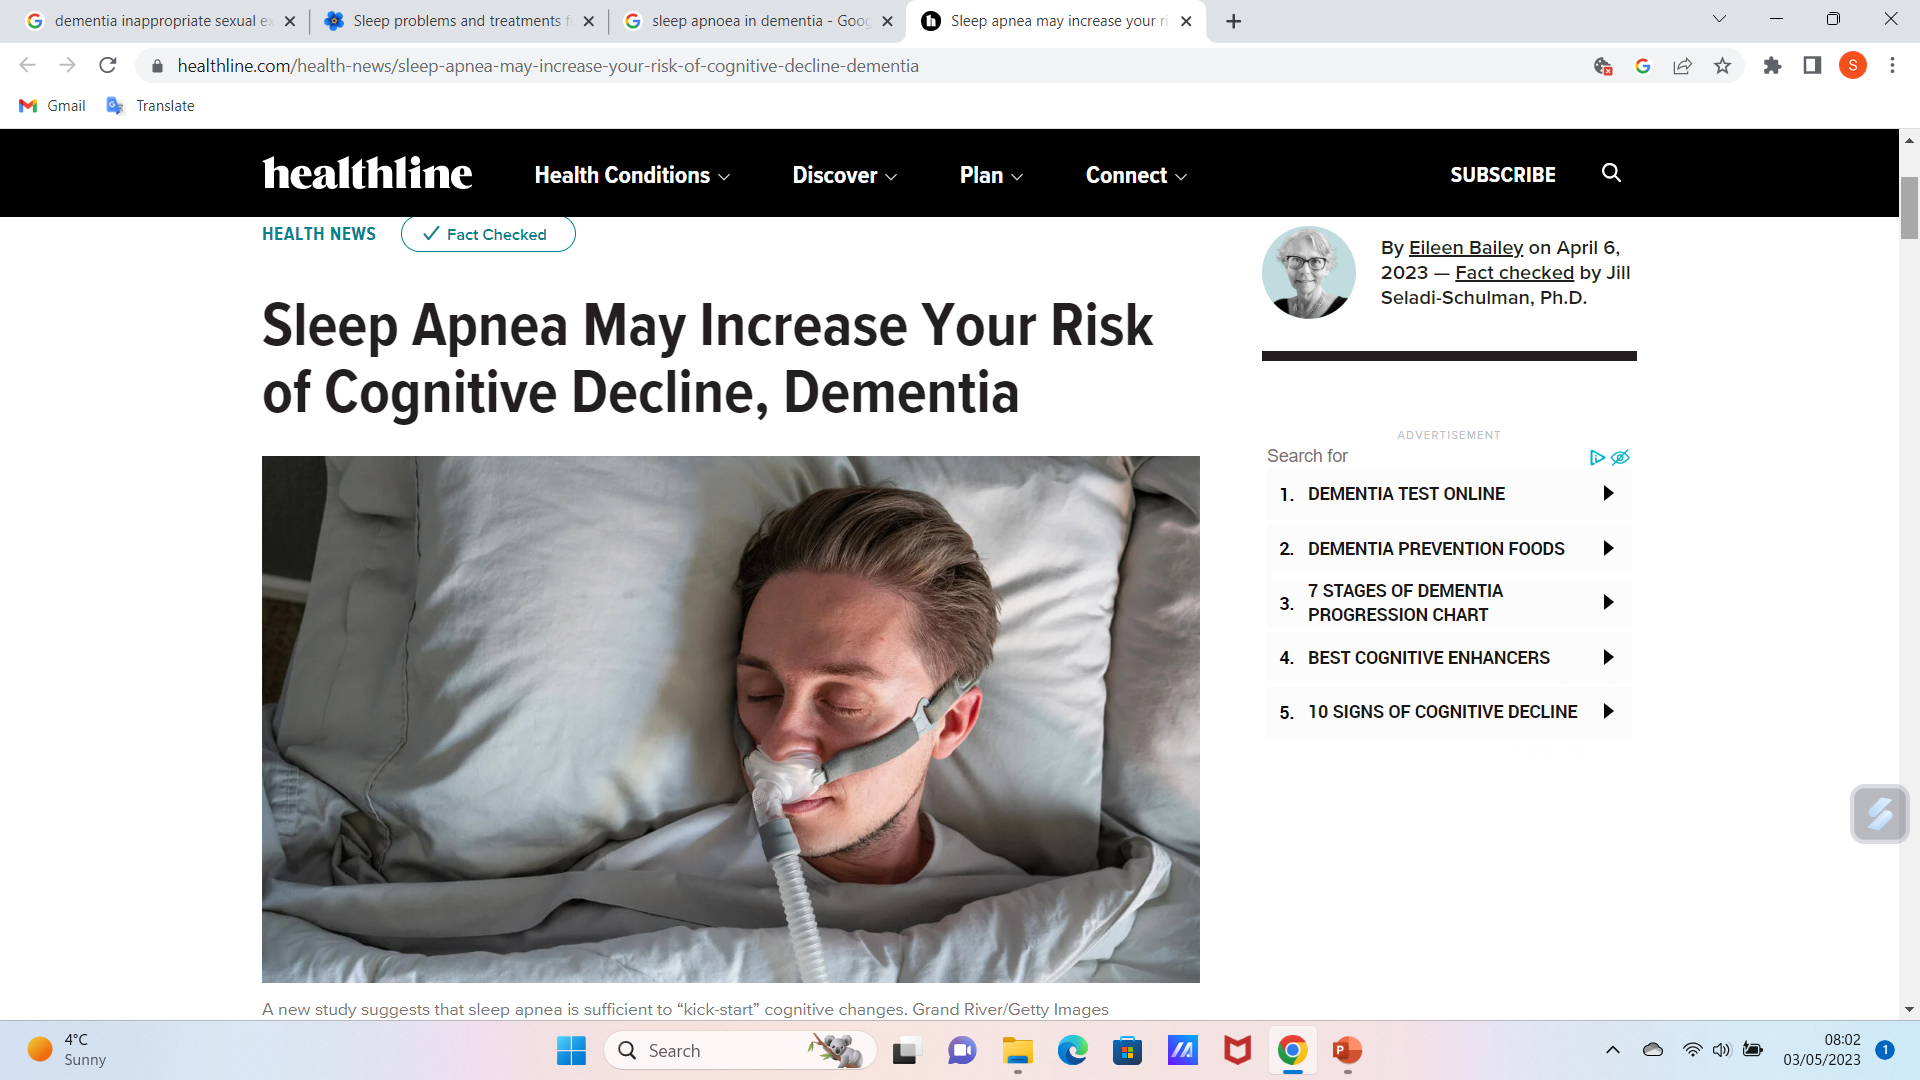 dementia inappropriate sexual ex
Sleep problems and treatments f
sleep apnoea in dementia - Goog
Sleep apnea may increase your ri
healthline.com/health-news/sleep-apnea-may-increase-your-risk-of-cognitive-decline-dementia
S
Gmail
Translate
healthline
Health Conditions
Discover
Plan
Connect
SUBSCRIBE
HEALTH NEWS
Fact Checked
By Eileen Bailey on April 6,
2023 — Fact checked by Jill
Seladi-Schulman, Ph.D.
Sleep Apnea May Increase Your Risk
of Cognitive Decline, Dementia
ADVERTISEMENT
Search for
1. DEMENTIA TEST ONLINE
2. DEMENTIA PREVENTION FOODS
3. 7 STAGES OF DEMENTIA
PROGRESSION CHART
4. BEST COGNITIVE ENHANCERS
5. 10 SIGNS OF COGNITIVE DECLINE
A new study suggests that sleep apnea is sufficient to “kick-start” cognitive changes. Grand River/Getty Images
4°C
Sunny
Search
08:02
03/05/2023
1